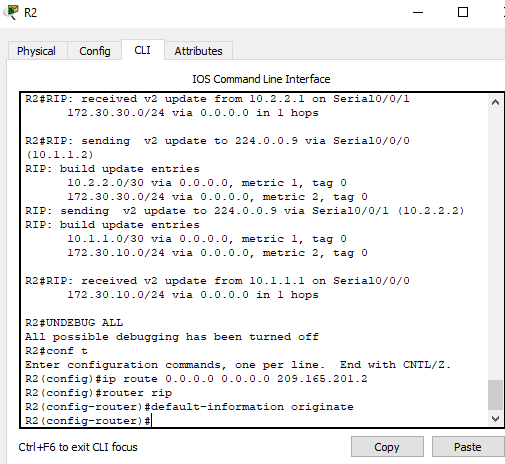 R2
Physical Config CLI Attributes
IOS Command Line Interface
R2#RIP: received v2 update from 10.2.2.1 on Serial0/0/1
172.30.30.0/24 via 0.0.0.0 in 1 hops
R2#RIP: sending  v2 update to 224.0.0.9 via Serial0/0/0
(10.1.1.2)
RIP: build update entries
10.2.2.0/30 via 0.0.0.0, metric 1, tag 0
172.30.30.0/24 via 0.0.0.0, metric 2, tag 0
RIP: sending  v2 update to 224.0.0.9 via Serial0/0/1 (10.2.2.2)
RIP: build update entries
10.1.1.0/30 via 0.0.0.0, metric 1, tag 0
172.30.10.0/24 via 0.0.0.0, metric 2, tag 0
R2#RIP: received v2 update from 10.1.1.1 on Serial0/0/0
172.30.10.0/24 via 0.0.0.0 in 1 hops
R2#UNDEBUG ALL
All possible debugging has been turned off
R2#conf t
Enter configuration commands, one per line.  End with CNTL/Z.
R2(config)#ip route 0.0.0.0 0.0.0.0 209.165.201.2
R2(config)#router rip
R2(config-router)#default-information originate
R2(config-router)#
Ctrl+F6 to exit CLI focus
Copy Paste